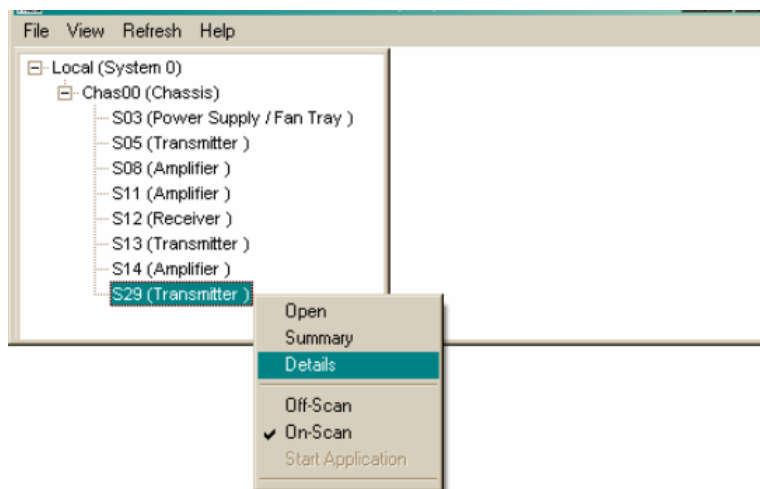 File View Refresh Help
Local (System 0)
Chas00 (Chassis)
S03 (Power Supply / Fan Tray )
S05 (Transmitter )
S08 (Amplifier )
S11 (Amplifier )
S12 (Receiver )
S13 (Transmitter )
S14 (Amplifier )
S29 (Transmitter )
Open
Summary
Details
Off-Scan
On-Scan
Start Application